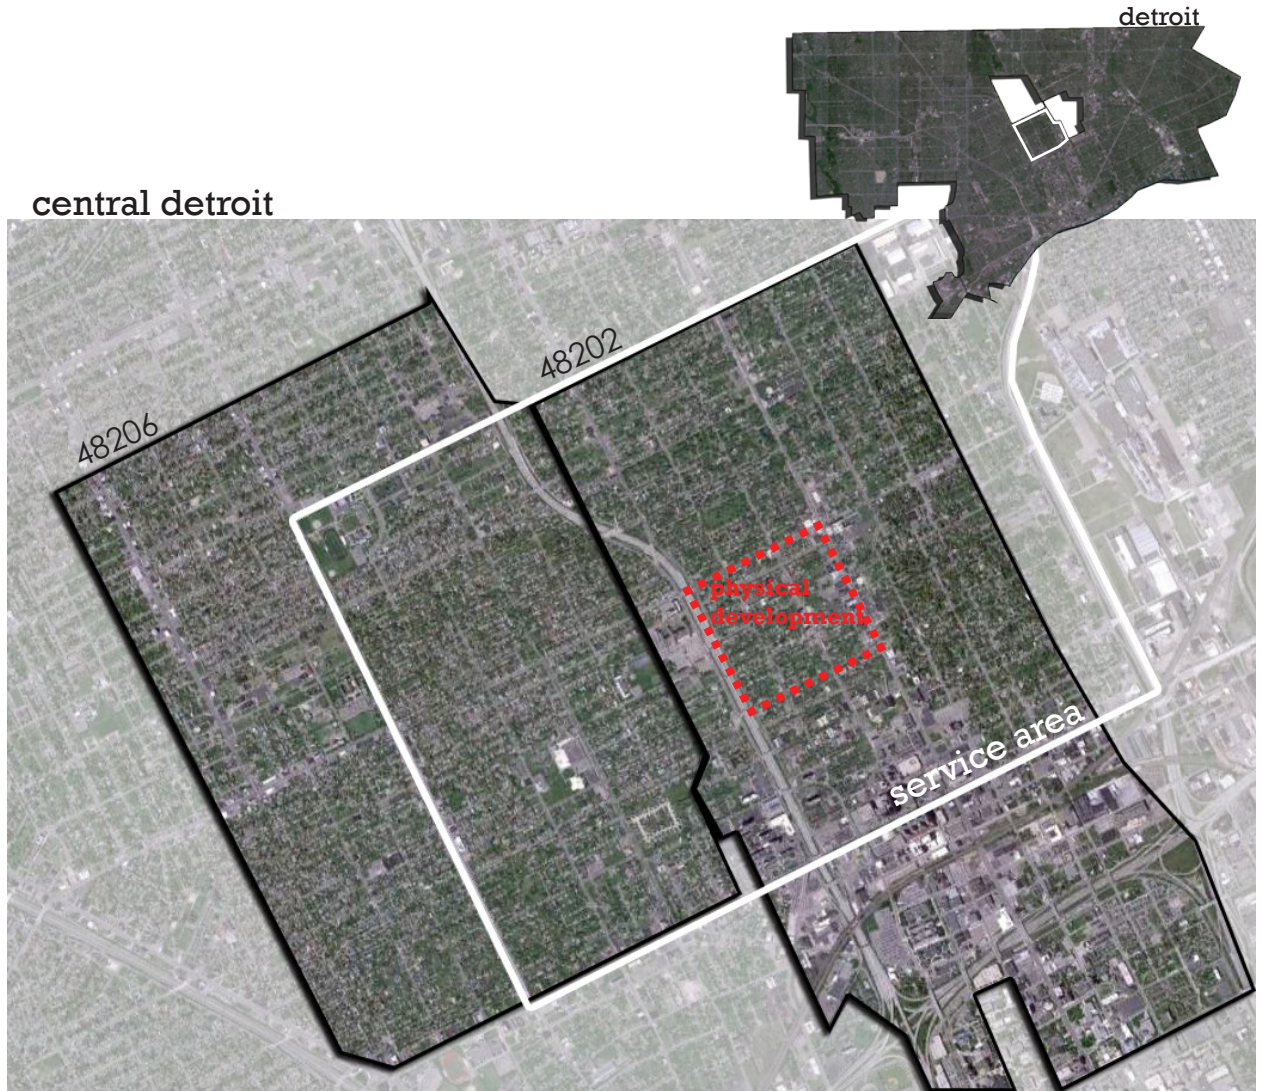 detroit
central detroit
48202
48206
physical
development
service area